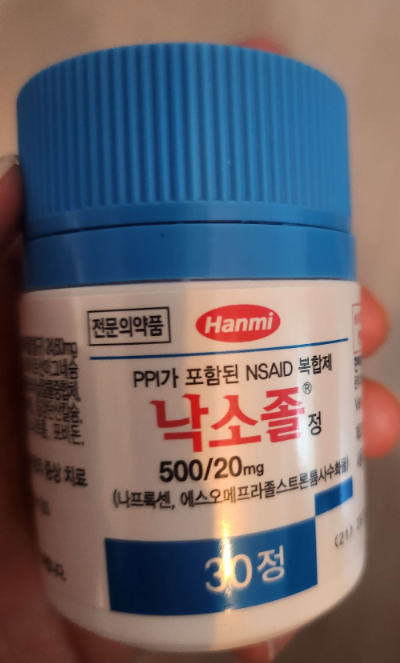 전문의약품
Hanmi
PPI가 포함된 NSAID 복합제
낙소졸®정
500/20mg
(나프록센, 에스오메프라졸스트론튬사수화물)
30정
치료